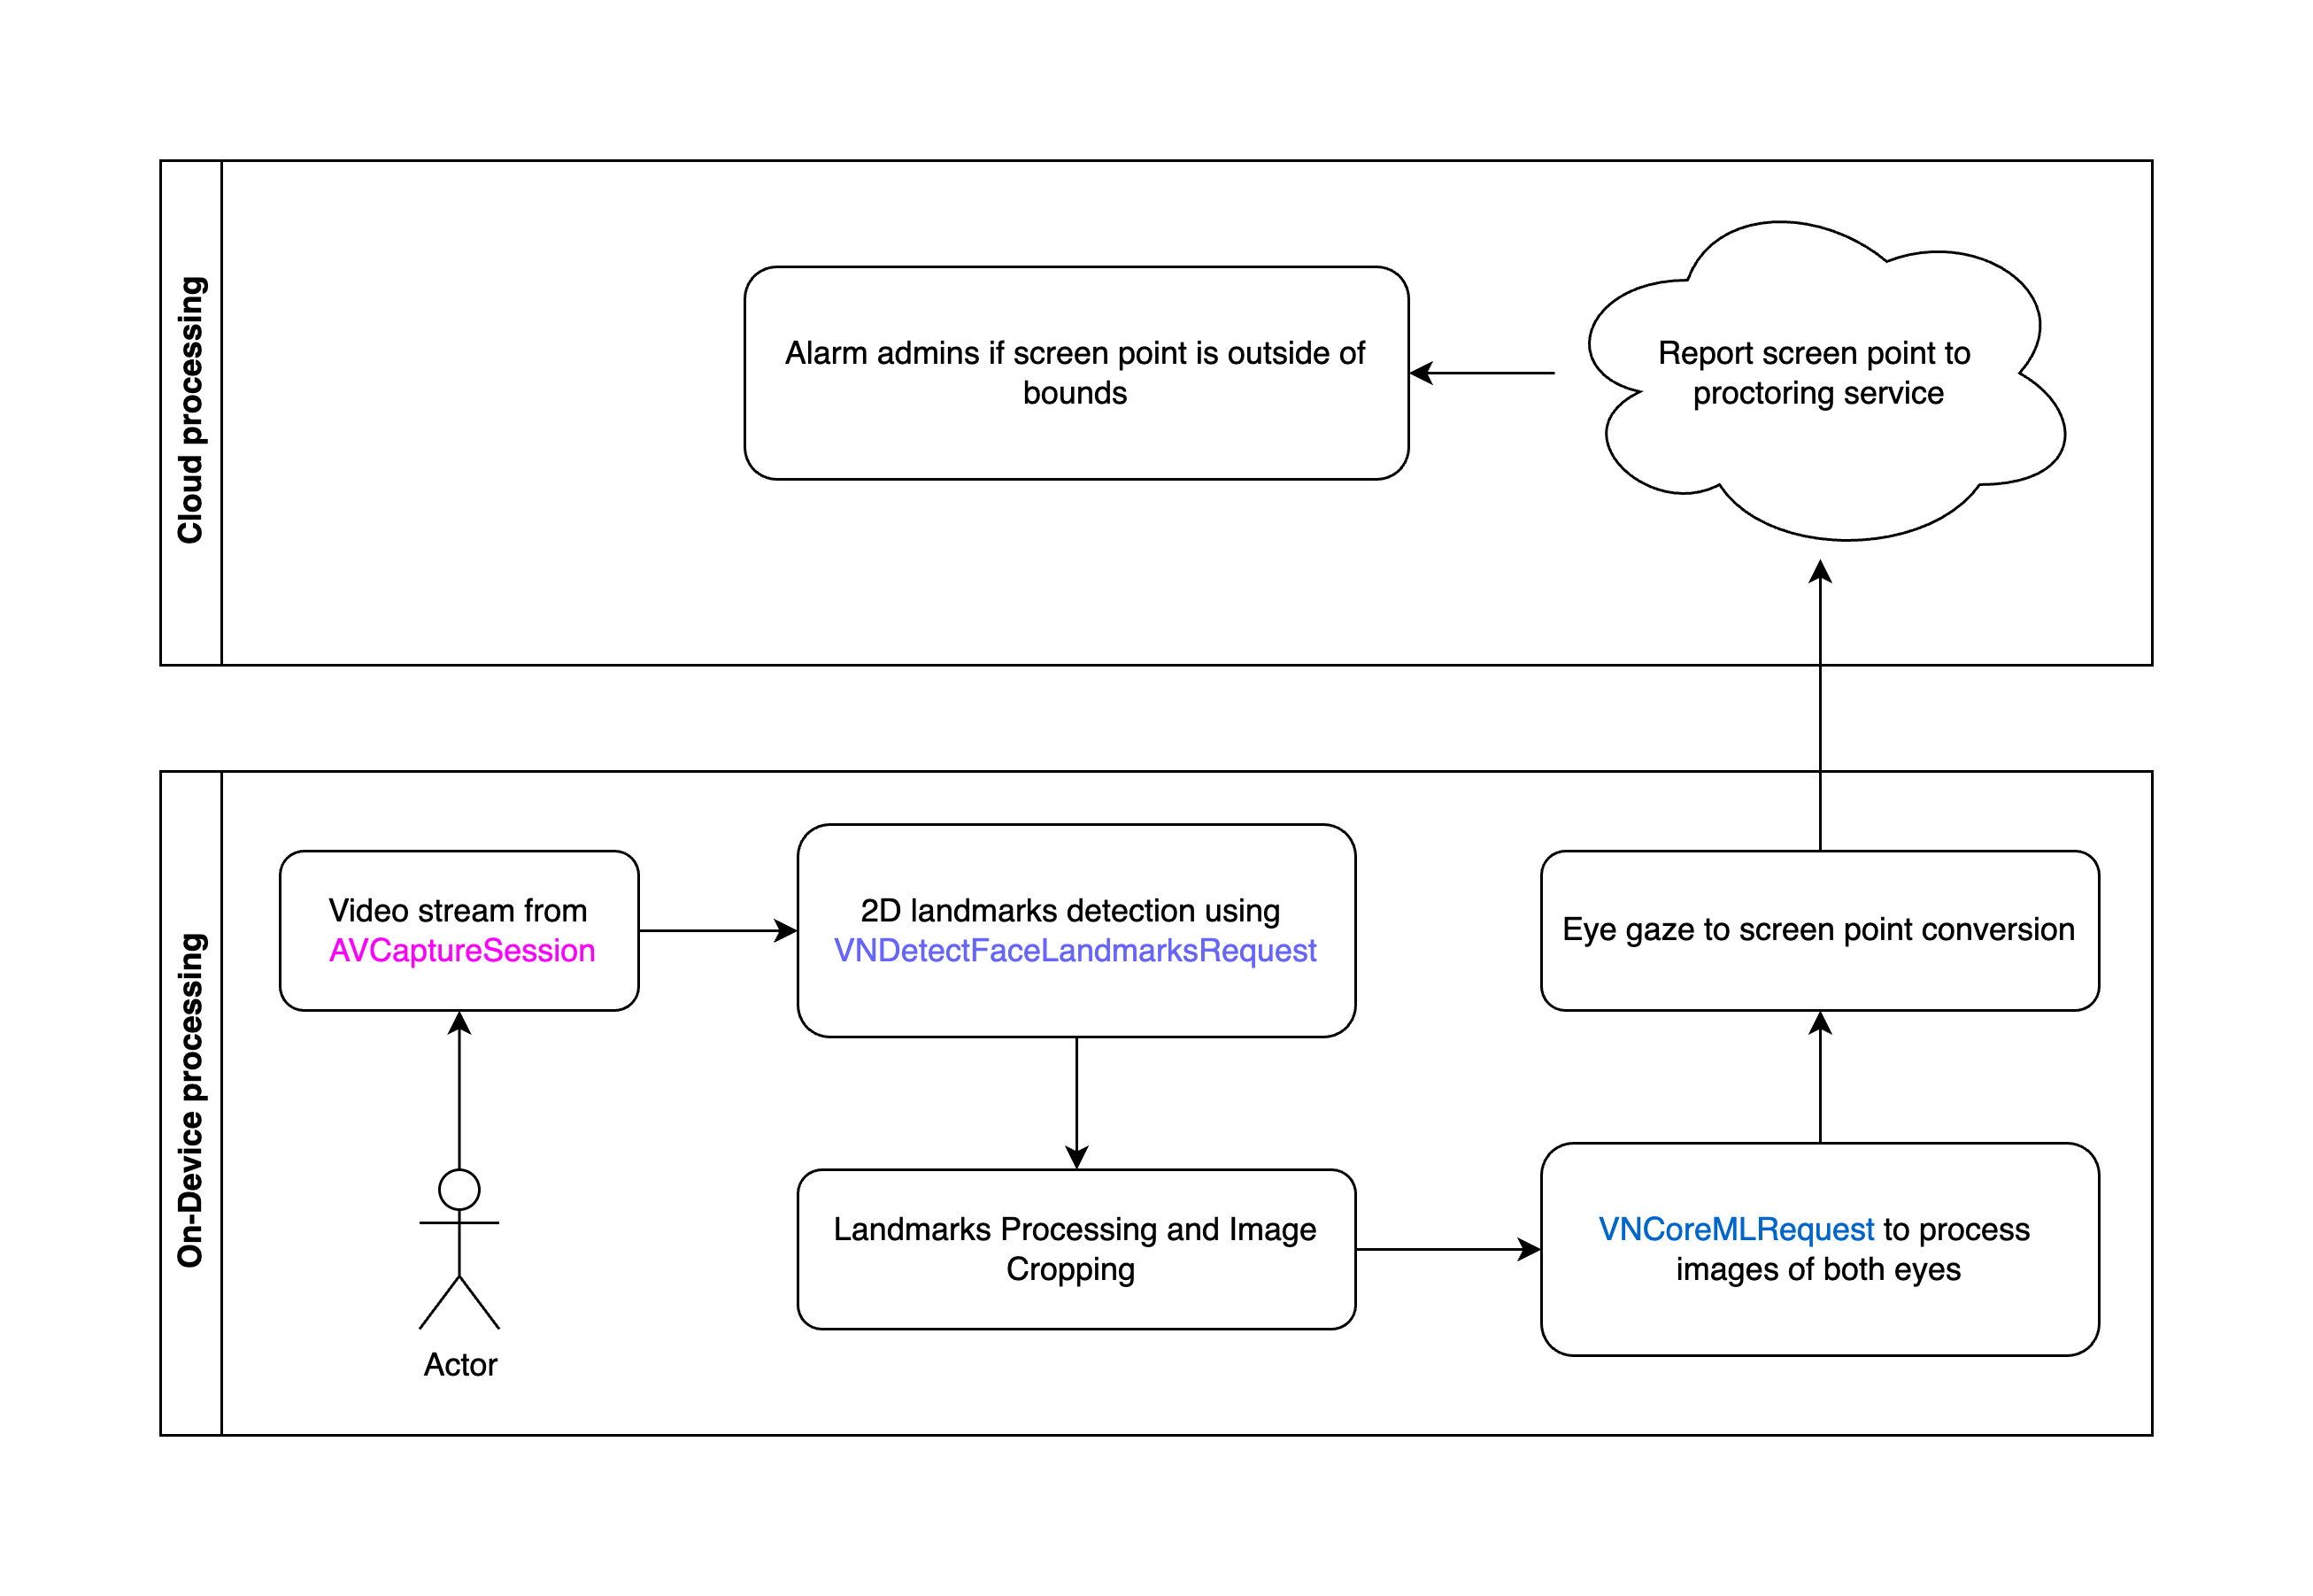 Cloud processing
Alarm admins if screen point is outside of
bounds
Report screen point to
proctoring service
On-Device processing
Video stream from
AVCaptureSession
2D landmarks detection using
VNDetectFaceLandmarksRequest
Eye gaze to screen point conversion
Actor
Landmarks Processing and Image
Cropping
VNCoreMLRequest to process
images of both eyes